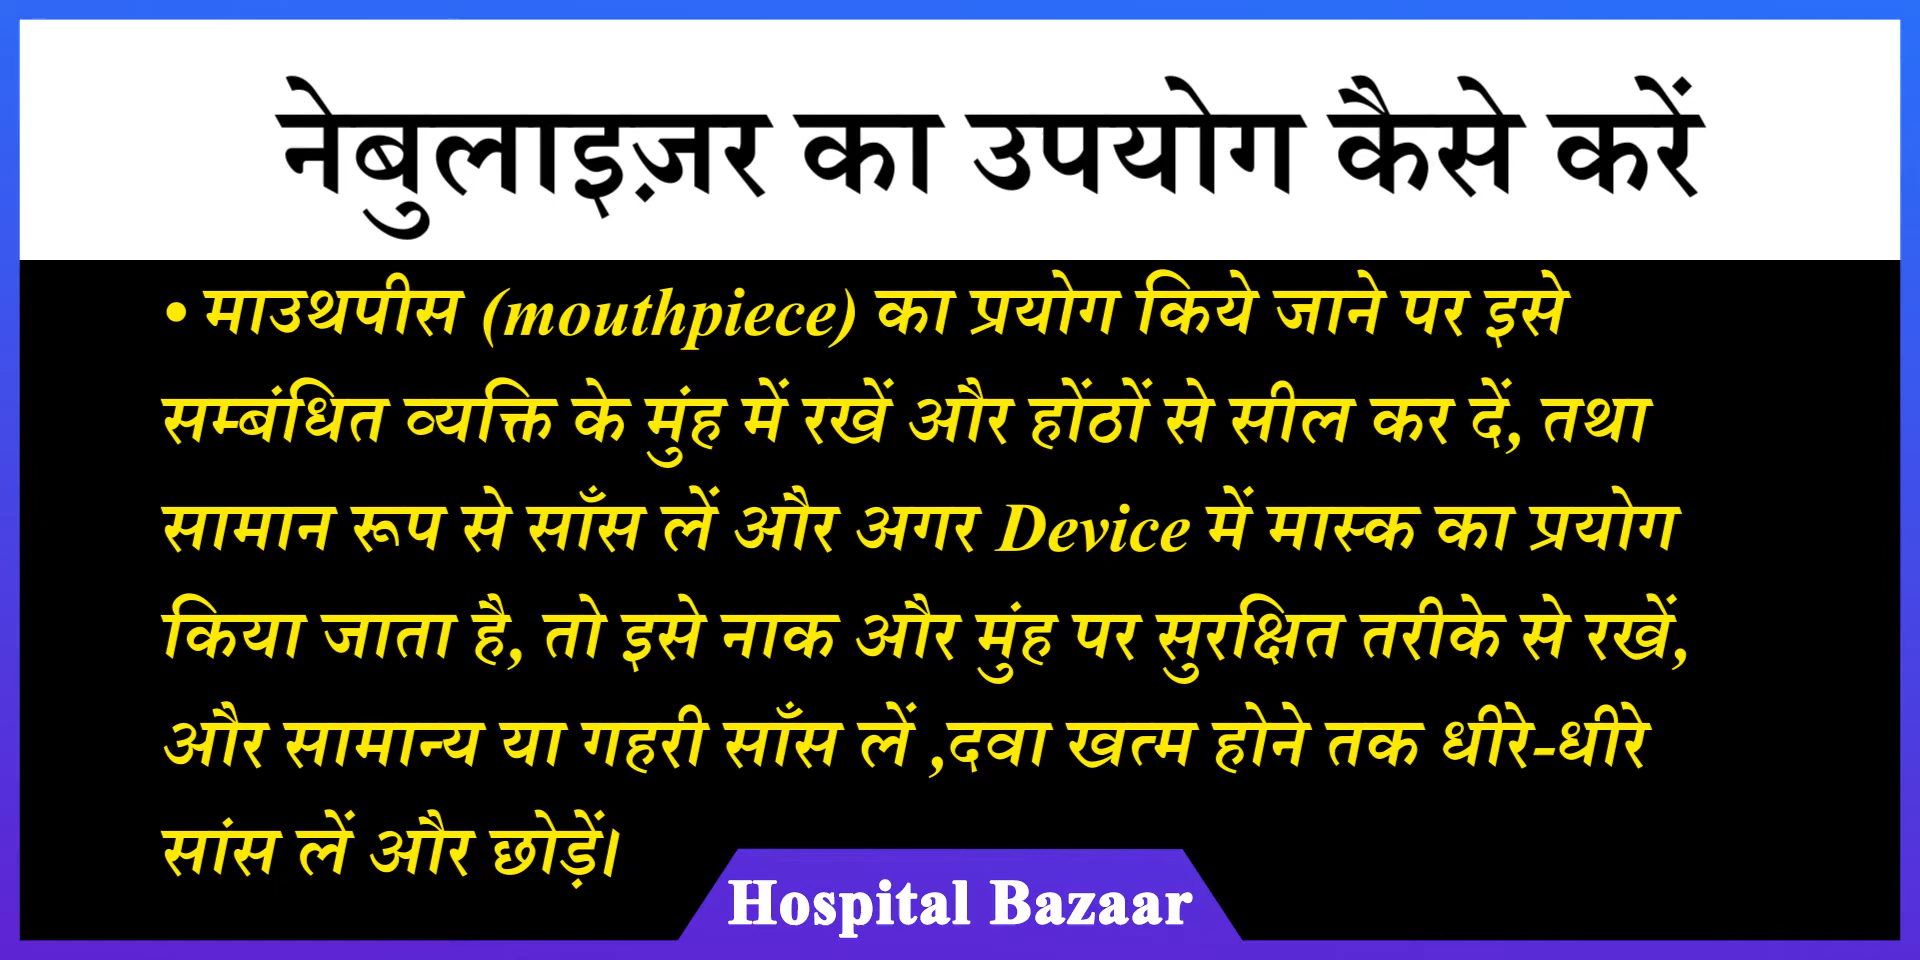 नेबुलाइज़र का उपयोग कैसे करें
• माउथपीस (mouthpiece) का प्रयोग किये जाने पर इसे
सम्बंधित व्यक्ति के मुंह में रखें और होंठों से सील कर दें, तथा
सामान रूप से साँस लें और अगर Device में मास्क का प्रयोग
किया जाता है, तो इसे नाक और मुंह पर सुरक्षित तरीके से रखें,
और सामान्य या गहरी साँस लें ,दवा खत्म होने तक धीरे-धीरे
सांस लें और छोड़ें।
Hospital Bazaar